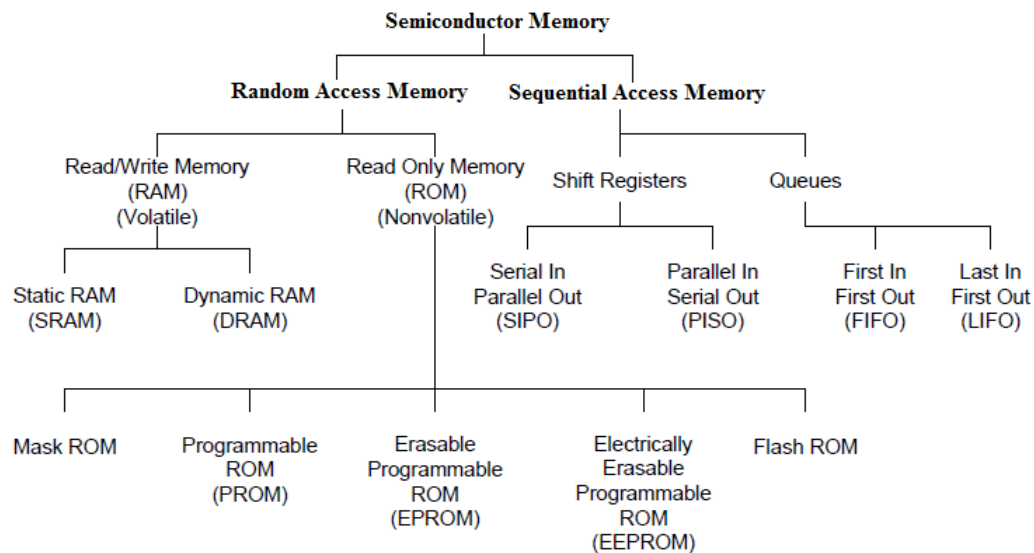 Semiconductor Memory
Random Access Memory
Sequential Access Memory
Read/Write Memory
(RAM)
(Volatile)
Read Only Memory
(ROM)
(Nonvolatile)
Shift Registers
Queues
Static RAM
(SRAM)
Dynamic RAM
(DRAM)
Serial In
Parallel Out
(SIPO)
Parallel In
Serial Out
(PISO)
First In
First Out
(FIFO)
Last In
First Out
(LIFO)
Mask ROM
Programmable
ROM
(PROM)
Erasable
Programmable
ROM
(EPROM)
Electrically
Erasable
Programmable
ROM
(EEPROM)
Flash ROM